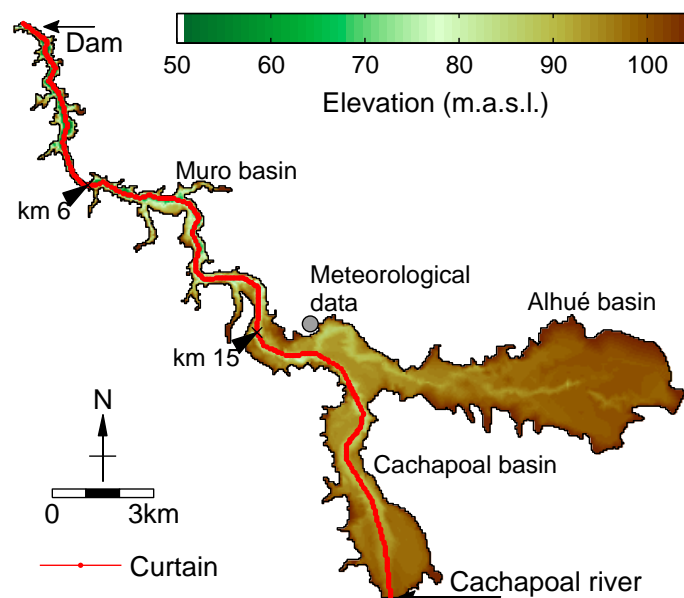 Dam
50 60 70 80 90 100
Elevation (m.a.s.l.)
Muro basin
km 6
Meteorological
data
Alhué basin
km 15
N
Cachapoal basin
0 3km
Curtain
Cachapoal river